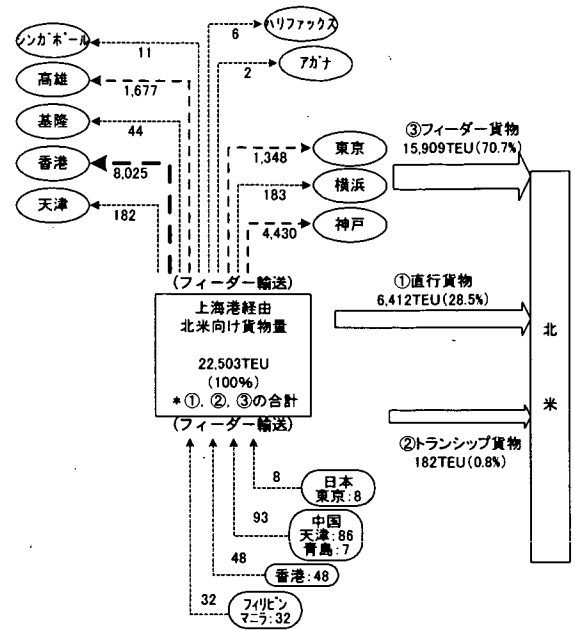 ハリファックス
6
シンガポール
11
アガナ
2
高雄
1,677
基隆
44
③フィーダー貨物
15,909TEU(70.7%)
東京
1,348
香港
8,025
横浜
183
天津
182
神戸
4,430
(フィーダー輸送)
上海港経由
北米向け貨物量
22,503TEU
(100%)
*①,②,③の合計
(フィーダー輸送)
①直行貨物
6,412TEU(28.5%)
北
米
②トランシップ貨物
182TEU(0.8%)
8
日本
東京:8
93
中国
天津:86
青島:7
48
香港:48
32
フィリピン
マニラ:32